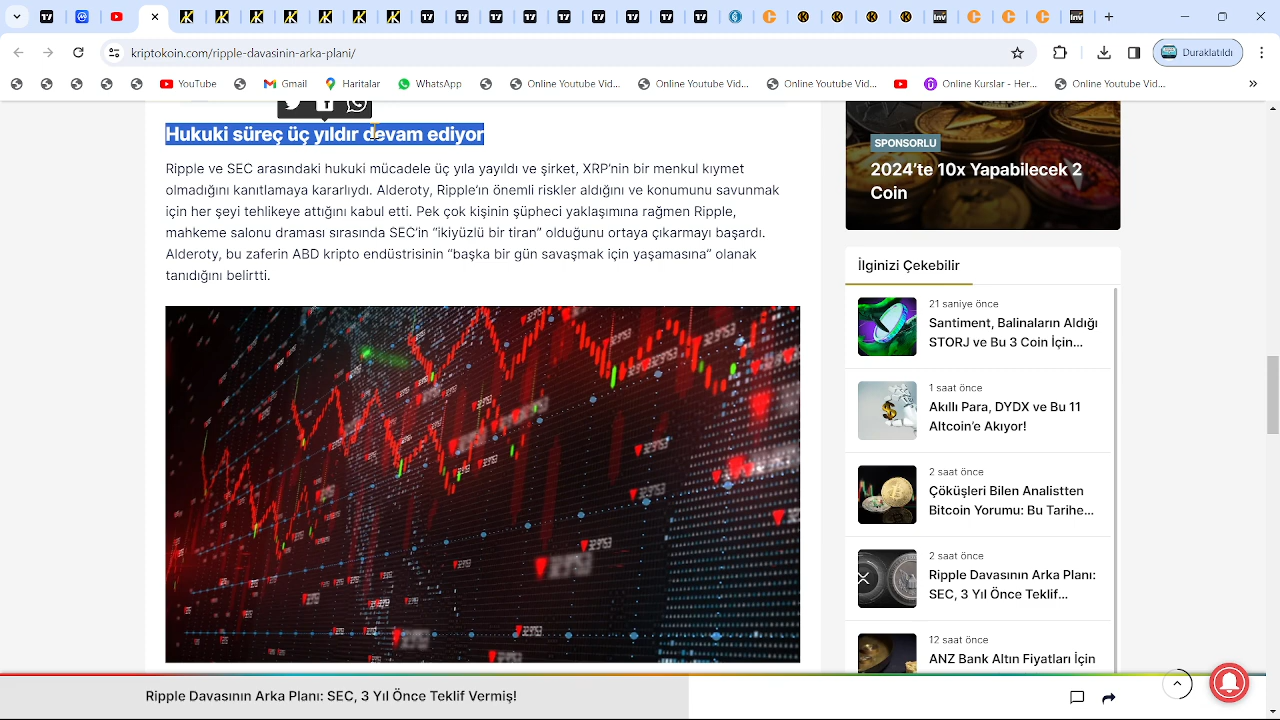 kriptokoin.com/ripple-davasinin-arka-plani/
Duraklatıldı
YouTube
Gmail
Haritalar
WhatsApp
Online Youtube Vid...
Online Youtube Vid...
Online Youtube Vid...
Online Kurslar - Her...
Online Youtube Vid...
Hukuki süreç üç yıldır devam ediyor
Ripple ve SEC arasındaki hukuki mücadele üç yıla yayıldı ve şirket, XRP’nin bir menkul kıymet
olmadığını kanıtlamaya kararlıydı. Alderoty, Ripple’ın önemli riskler aldığını ve konumunu savunmak
için her şeyi tehlikeye attığını kabul etti. Pek çok kişinin şüpheci yaklaşımına rağmen Ripple,
mahkeme salonu draması sırasında SEC’in “ikiyüzlü bir tiran” olduğunu ortaya çıkarmayı başardı.
Alderoty, bu zaferin ABD kripto endüstrisinin “başka bir gün savaşmak için yaşamasına” olanak
tanıdığını belirtti.
SPONSORLU
2024’te 10x Yapabilecek 2
Coin
İlginizi Çekebilir
21 saniye önce
Santiment, Balinaların Aldığı
STORJ ve Bu 3 Coin İçin...
1 saat önce
Akıllı Para, DYDX ve Bu 11
Altcoin’e Akıyor!
2 saat önce
Çöküşleri Bilen Analistten
Bitcoin Yorumu: Bu Tarihe...
2 saat önce
Ripple Davasının Arka Planı:
SEC, 3 Yıl Önce Teklif...
12 saat önce
ANZ Bank Altın Fiyatları İçin
Ripple Davasının Arka Planı: SEC, 3 Yıl Önce Teklif Vermiş!